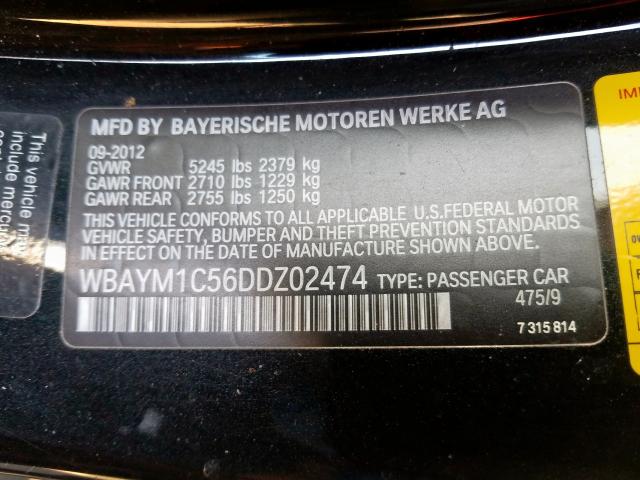 MFD BY BAYERISCHE MOTOREN WERKE AG
09-2012
GVWR 5245 lbs 2379 kg
GAWR FRONT 2710 lbs 1229 kg
GAWR REAR 2755 lbs 1250 kg
THIS VEHICLE CONFORMS TO ALL APPLICABLE U.S.FEDERAL MOTOR
VEHICLE SAFETY, BUMPER AND THEFT PREVENTION STANDARDS
IN EFFECT ON THE DATE OF MANUFACTURE SHOWN ABOVE.
WBAYM1C56DDZ02474 TYPE: PASSENGER CAR
475/9
7 315 814
This vehicle may